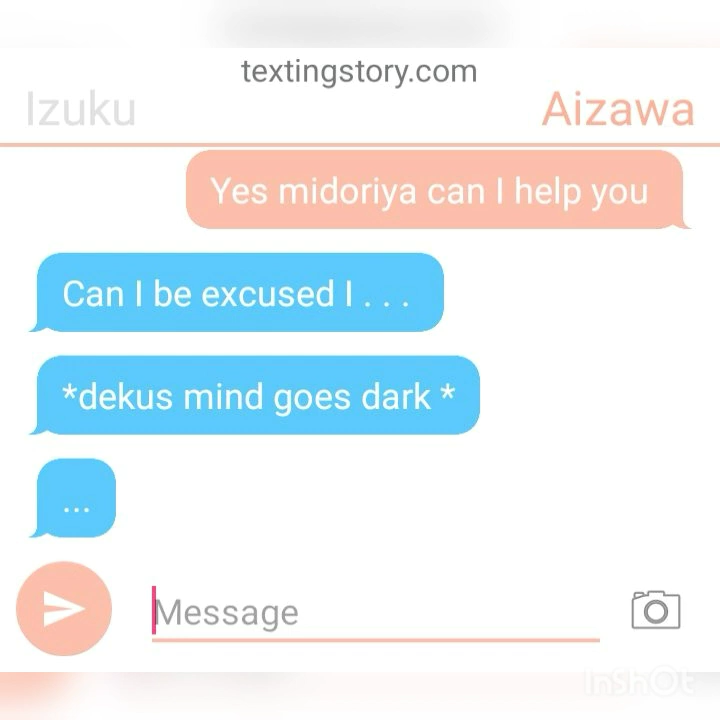 textingstory.com
Izuku
Aizawa
Yes midoriya can I help you
Can I be excused I . . .
*dekus mind goes dark *
...
Message
InShOt